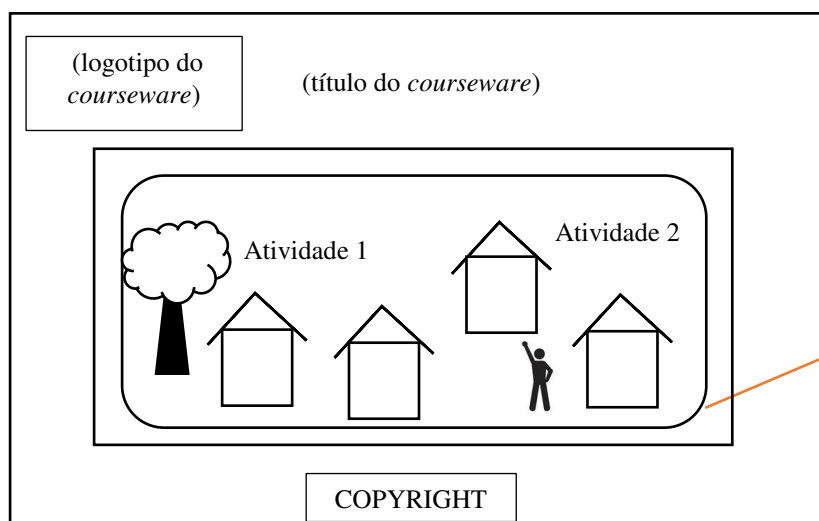 (logotipo do
courseware)
(título do courseware)
Atividade 1
Atividade 2
COPYRIGHT